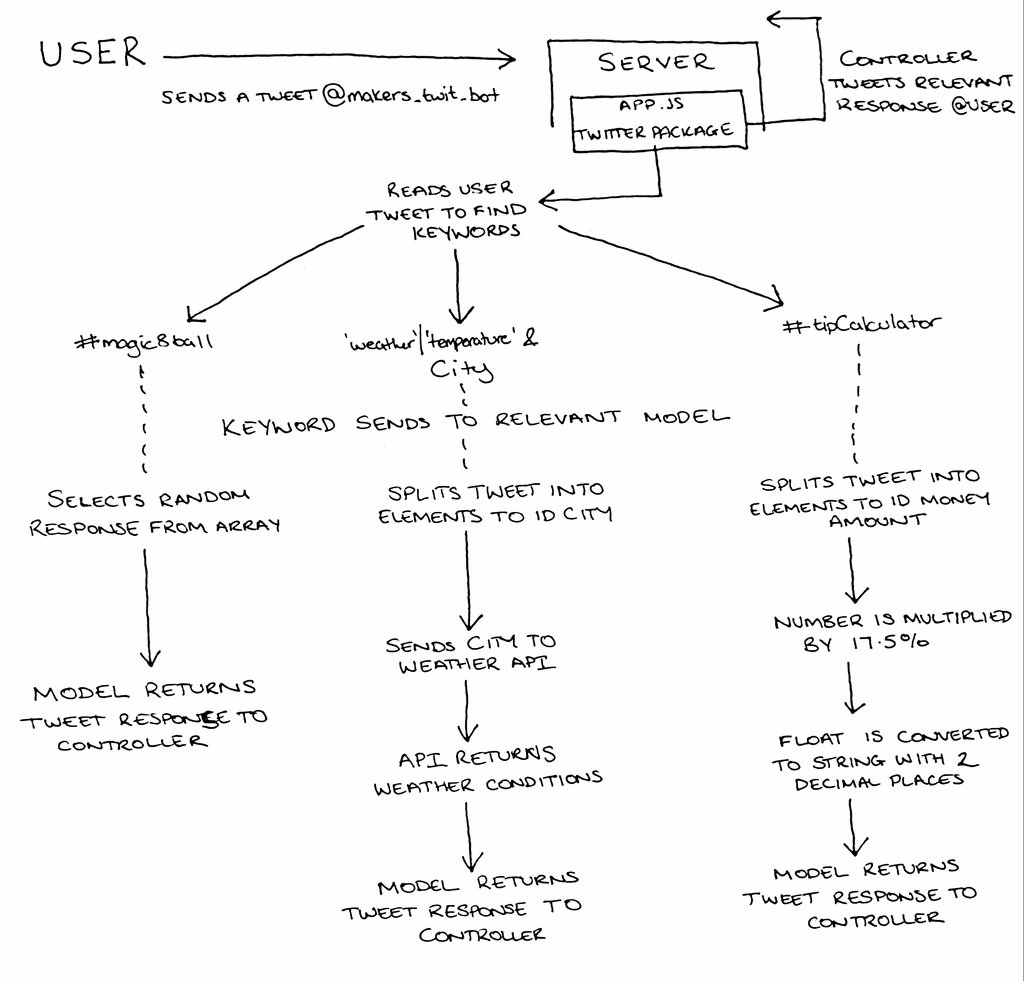 USER
SENDS A TWEET @makers_twit_bot
SERVER
APP.JS
TWITTER PACKAGE
CONTROLLER
TWEETS RELEVANT
RESPONSE @USER
READS USER
TWEET TO FIND
KEYWORDS
#magic8ball
'weather'/'temperature' &
City
#tipCalculator
KEYWORD SENDS TO RELEVANT MODEL
SELECTS RANDOM
RESPONSE FROM ARRAY
MODEL RETURNS
TWEET RESPONSE TO
CONTROLLER
SPLITS TWEET INTO
ELEMENTS TO ID CITY
SENDS CITY TO
WEATHER API
API RETURNS
WEATHER CONDITIONS
MODEL RETURNS
TWEET RESPONSE TO
CONTROLLER
SPLITS TWEET INTO
ELEMENTS TO ID MONEY
AMOUNT
NUMBER IS MULTIPLIED
BY 17.5%
FLOAT IS CONVERTED
TO STRING WITH 2
DECIMAL PLACES
MODEL RETURNS
TWEET RESPONSE TO
CONTROLLER